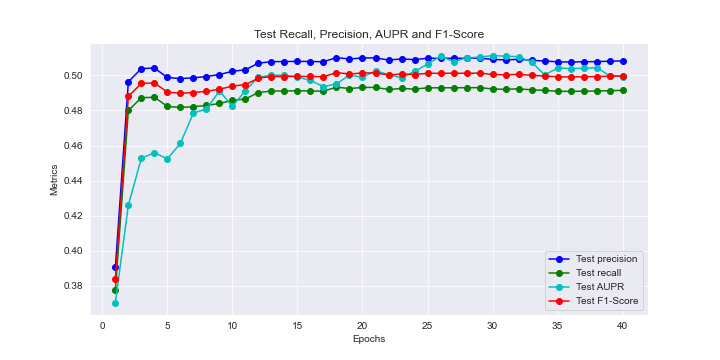 Test Recall, Precision, AUPR and F1-Score
Metrics
0.50
0.48
0.46
0.44
0.42
0.40
0.38
0 5 10 15 20 25 30 35 40
Epochs
Test precision
Test recall
Test AUPR
Test F1-Score